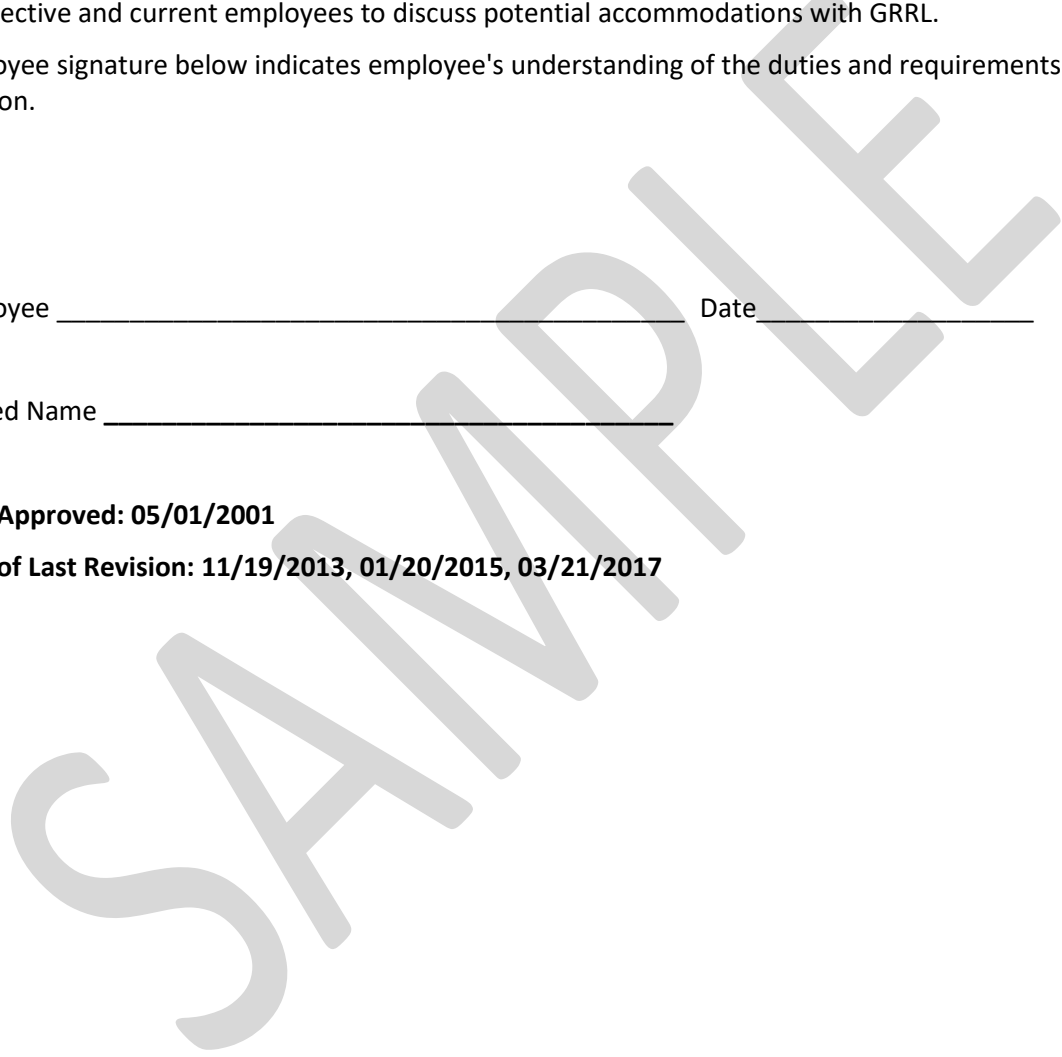 ective and current employees to discuss potential accommodations with GRRL.
oyee signature below indicates employee's understanding of the duties and requirements
on.
oyee ___________________________________________ Date___________________
ed Name _______________________________________
Approved: 05/01/2001
of Last Revision: 11/19/2013, 01/20/2015, 03/21/2017
SAMPLE